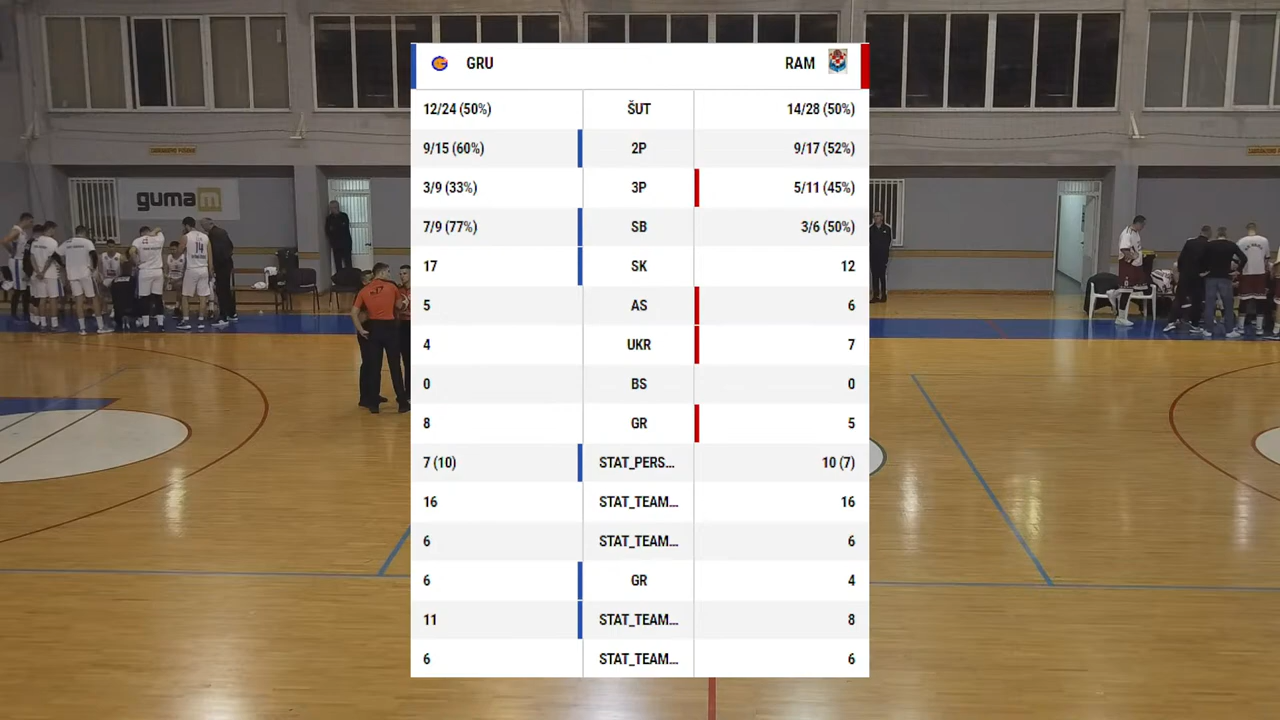 GRU RAM
12/24 (50%) ŠUT 14/28 (50%)
9/15 (60%) 2P 9/17 (52%)
3/9 (33%) 3P 5/11 (45%)
7/9 (77%) SB 3/6 (50%)
17 SK 12
5 AS 6
4 UKR 7
0 BS 0
8 GR 5
7 (10) STAT_PERS... 10 (7)
16 STAT_TEAM... 16
6 STAT_TEAM... 6
6 GR 4
11 STAT_TEAM... 8
6 STAT_TEAM... 6
gumam
14